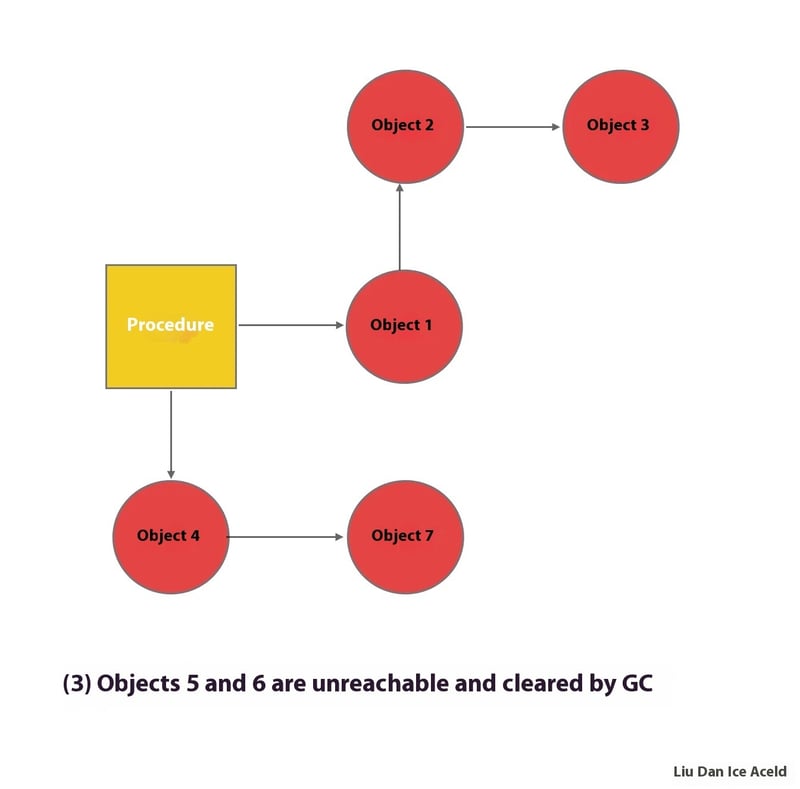 Object 2
Object 3
Procedure
Object 1
Object 4
Object 7
(3) Objects 5 and 6 are unreachable and cleared by GC
Liu Dan Ice Aceld